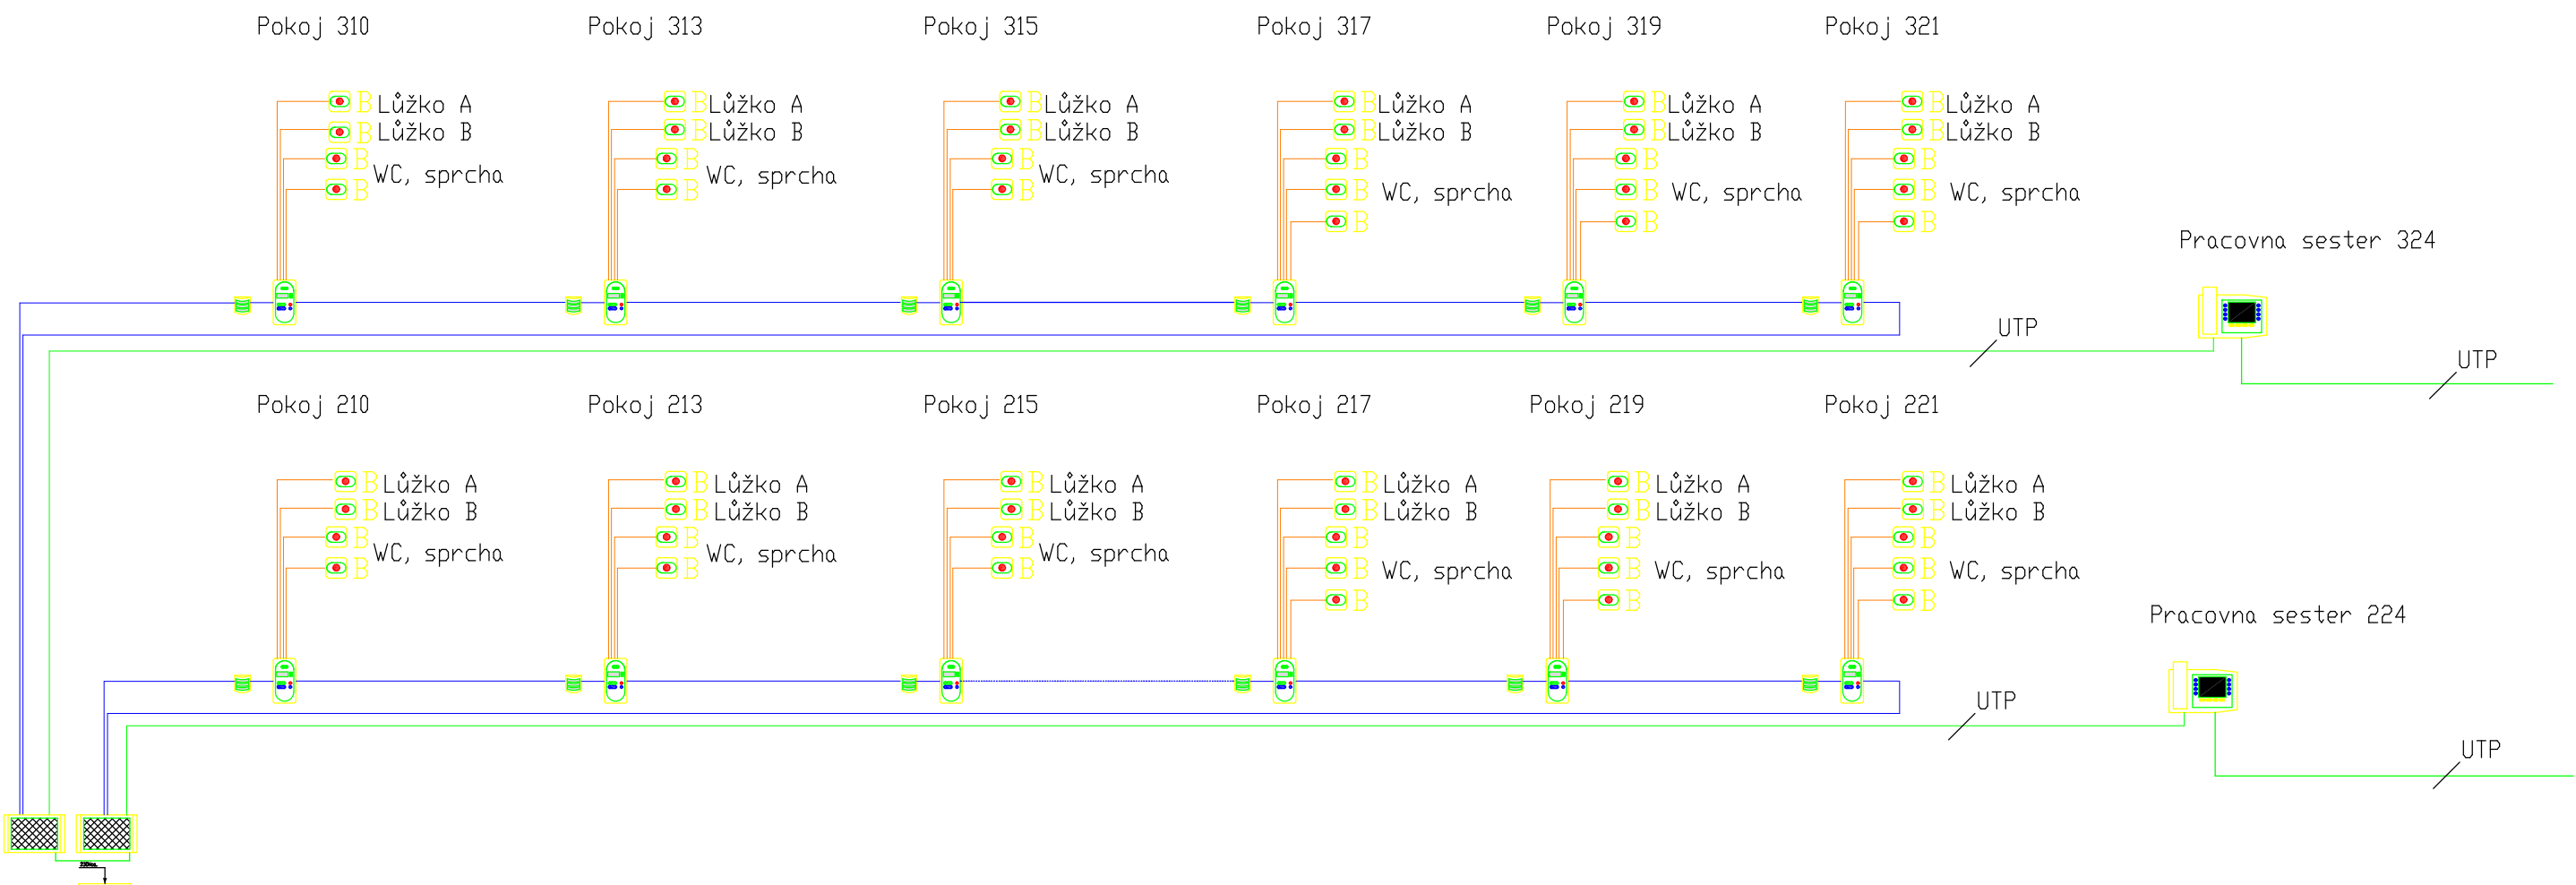 Pokoj 310 Pokoj 313 Pokoj 315 Pokoj 317 Pokoj 319 Pokoj 321
B Lůžko A B Lůžko A B Lůžko A B Lůžko A B Lůžko A B Lůžko A
B Lůžko B B Lůžko B B Lůžko B B Lůžko B B Lůžko B B Lůžko B
B B B B B B
WC, sprcha WC, sprcha WC, sprcha
B B B B WC, sprcha B WC, sprcha B WC, sprcha
B B B
Pracovna sester 324
UTP
UTP
Pokoj 210 Pokoj 213 Pokoj 215 Pokoj 217 Pokoj 219 Pokoj 221
B Lůžko A B Lůžko A B Lůžko A B Lůžko A B Lůžko A B Lůžko A
B Lůžko B B Lůžko B B Lůžko B B Lůžko B B Lůžko B B Lůžko B
B B B B B B
WC, sprcha WC, sprcha WC, sprcha
B B B B WC, sprcha B WC, sprcha B WC, sprcha
B B B
Pracovna sester 224
UTP
UTP